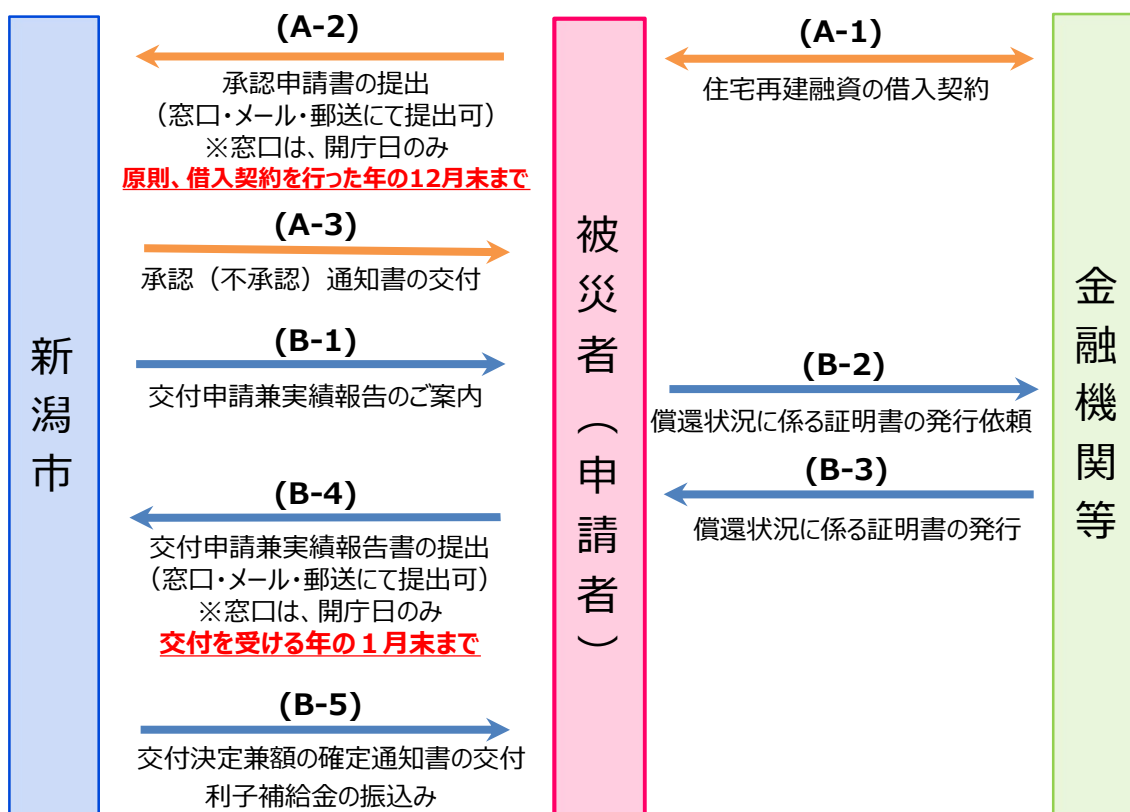 新潟市
(A-2)
承認申請書の提出
（窓口・メール・郵送にて提出可）
※窓口は、開庁日のみ
原則、借入契約を行った年の12月末まで
(A-3)
承認（不承認）通知書の交付
(B-1)
交付申請兼実績報告のご案内
(B-4)
交付申請兼実績報告書の提出
（窓口・メール・郵送にて提出可）
※窓口は、開庁日のみ
交付を受ける年の１月末まで
(B-5)
交付決定兼額の確定通知書の交付
利子補給金の振込み
被災者（申請者）
(A-1)
住宅再建融資の借入契約
(B-2)
償還状況に係る証明書の発行依頼
(B-3)
償還状況に係る証明書の発行
金融機関等